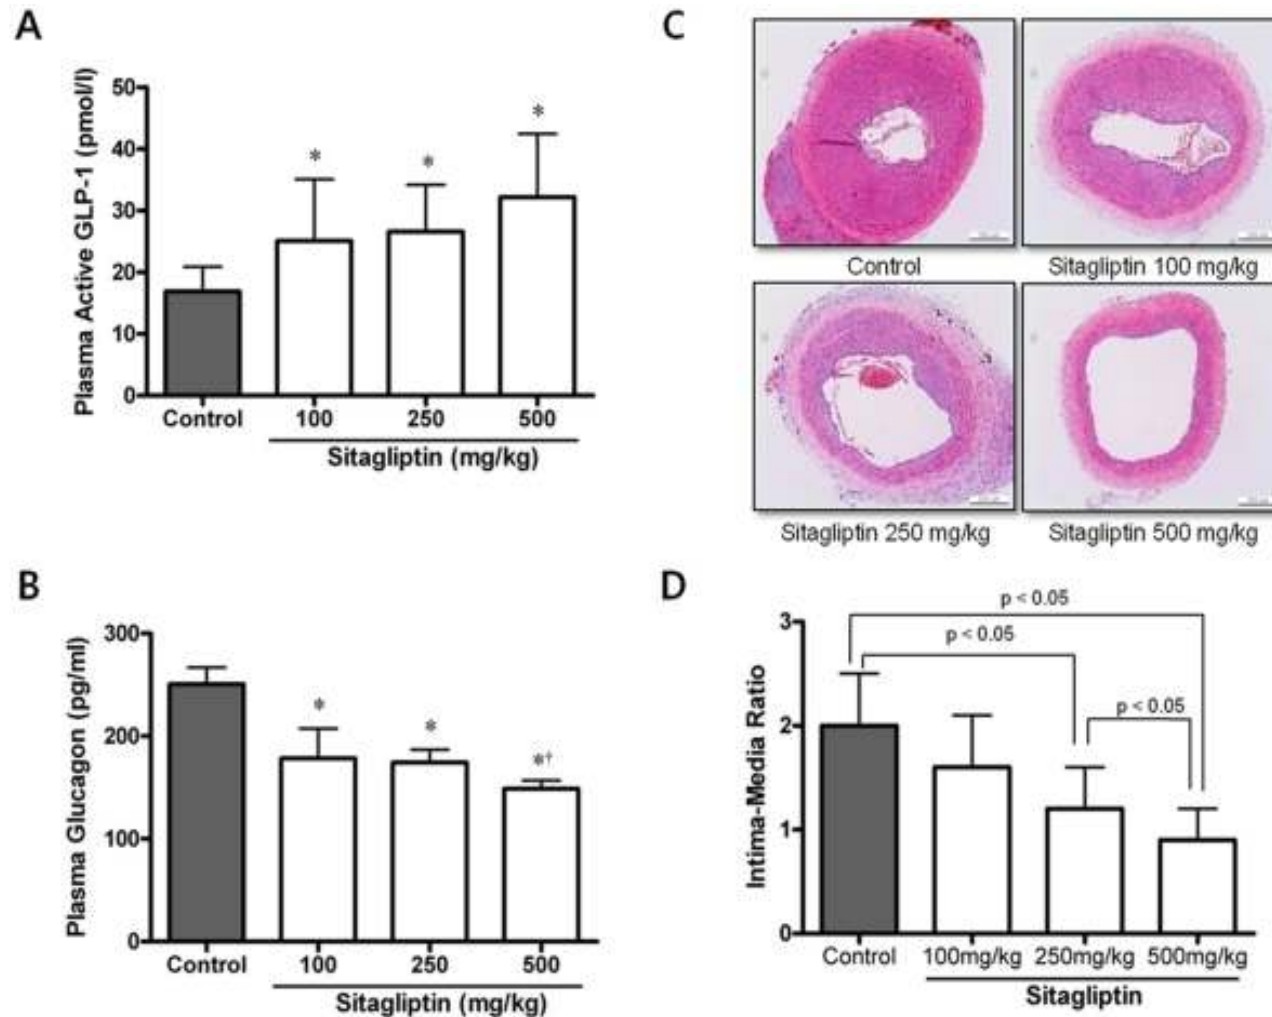 A
Plasma Active GLP-1 (pmol/l)
50
40
30
20
10
0
*
*
*
Control
100
250
500
Sitagliptin (mg/kg)
C
Control
Sitagliptin 100 mg/kg
Sitagliptin 250 mg/kg
Sitagliptin 500 mg/kg
B
Plasma Glucagon (pg/ml)
300
200
100
0
*
*
*†
Control
100
250
500
Sitagliptin (mg/kg)
D
Intima-Media Ratio
3
2
1
0
p < 0.05
p < 0.05
p < 0.05
Control
100mg/kg
250mg/kg
500mg/kg
Sitagliptin